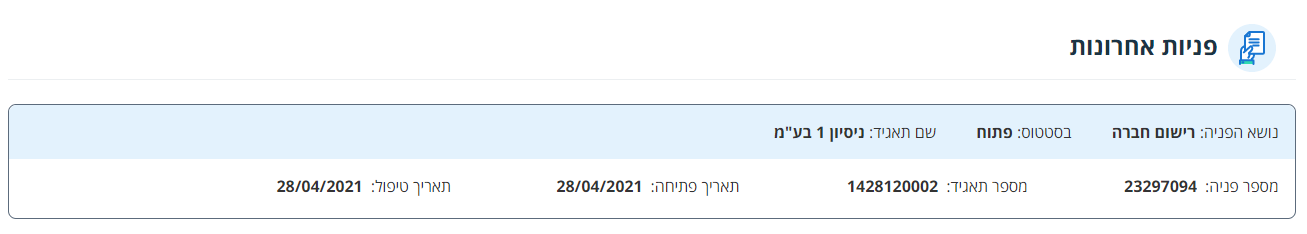 פניות אחרונות
נושא הפניה: רישום חברה בסטטוס: פתוח שם תאגיד: ניסיון 1 בע"מ
מספר פניה: 23297094 מספר תאגיד: 1428120002 תאריך פתיחה: 28/04/2021 תאריך טיפול: 28/04/2021